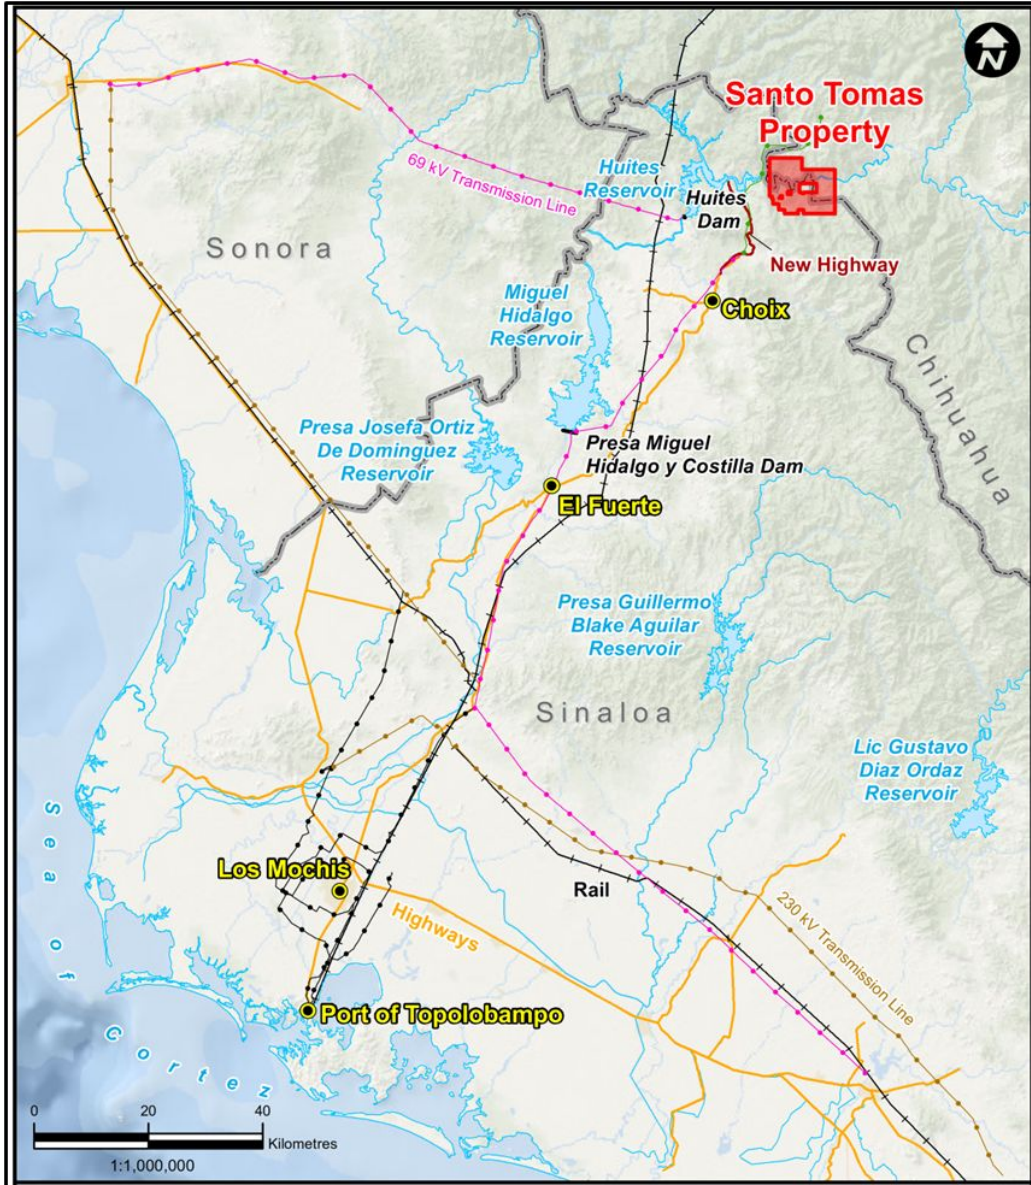 N
Santo Tomas
Property
69 kV Transmission Line
Huites
Reservoir
Huites
Dam
Sonora
New Highway
Miguel
Hidalgo
Reservoir
Choix
Chihuahua
Presa Josefa Ortiz
De Dominguez
Reservoir
Presa Miguel
Hidalgo y Costilla Dam
El Fuerte
Presa Guillermo
Blake Aguilar
Reservoir
Sinaloa
Lic Gustavo
Diaz Ordaz
Reservoir
Sea of Cortez
Los Mochis
Rail
Highways
230 kV Transmission Line
Port of Topolobampo
0 20 40
Kilometres
1:1,000,000